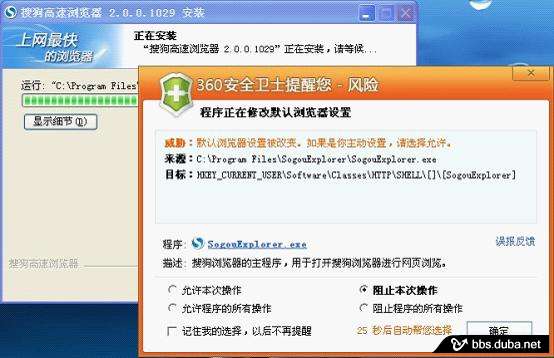 搜狗高速浏览器 2.0.0.1029 安装
上网最快
的浏览器
正在安装
“搜狗高速浏览器 2.0.0.1029”正在安装，请等候...
运行: "C:\Program Files\
显示细节(D)
搜狗高速浏览器
360安全卫士提醒您 - 风险
程序正在修改默认浏览器设置
威胁: 默认浏览器设置被改变。如果是你主动设置，请选择允许。
来源: C:\Program Files\SogouExplorer\SogouExplorer.exe
目标: HKEY_CURRENT_USER\Software\Classes\HTTP\SHELL\[]\[SogouExplorer]
程序: SogouExplorer.exe
误报反馈
描述: 搜狗浏览器的主程序，用于打开搜狗浏览器进行网页浏览。
允许本次操作
阻止本次操作
允许程序的所有操作
阻止程序的所有操作
记住我的选择，以后不再提醒
25 秒后自动帮您选择
确定
bbs.duba.net